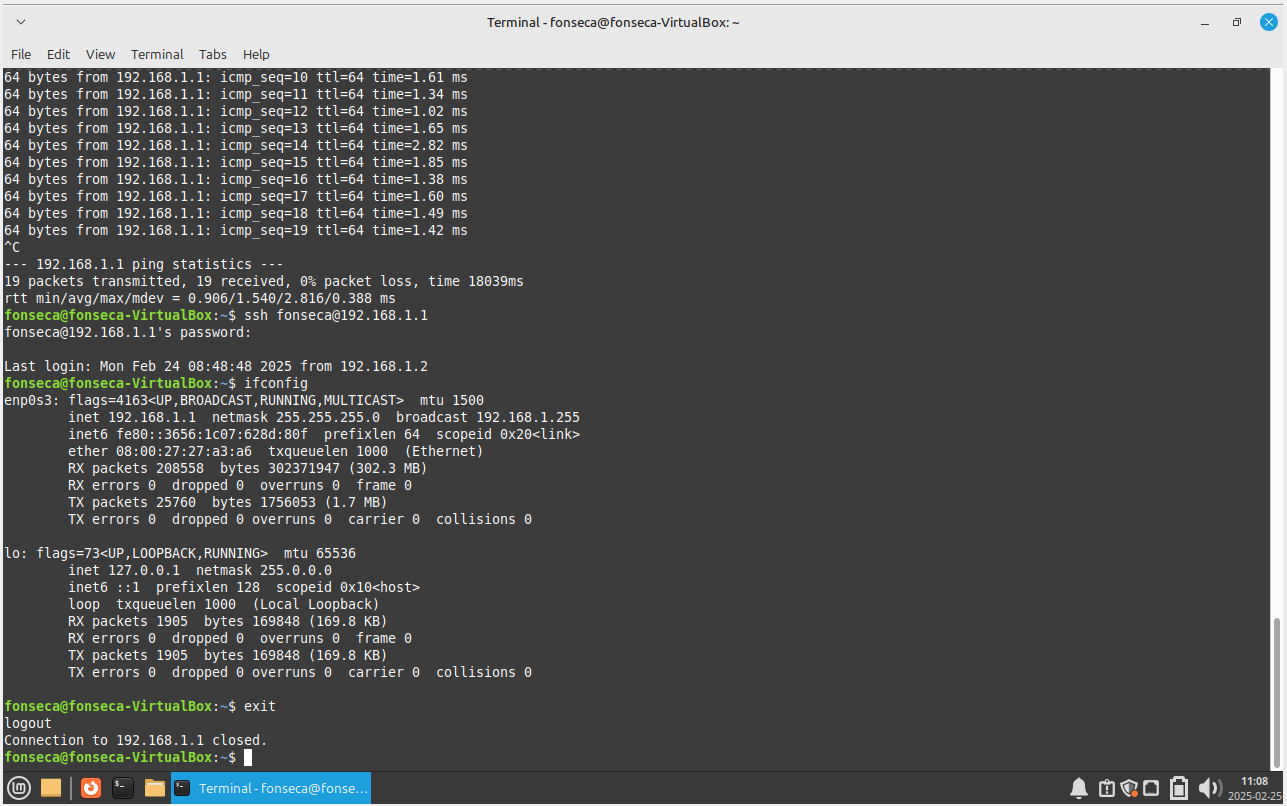 Terminal - fonseca@fonseca-VirtualBox: ~
File Edit View Terminal Tabs Help
64 bytes from 192.168.1.1: icmp_seq=10 ttl=64 time=1.61 ms
64 bytes from 192.168.1.1: icmp_seq=11 ttl=64 time=1.34 ms
64 bytes from 192.168.1.1: icmp_seq=12 ttl=64 time=1.02 ms
64 bytes from 192.168.1.1: icmp_seq=13 ttl=64 time=1.65 ms
64 bytes from 192.168.1.1: icmp_seq=14 ttl=64 time=2.82 ms
64 bytes from 192.168.1.1: icmp_seq=15 ttl=64 time=1.85 ms
64 bytes from 192.168.1.1: icmp_seq=16 ttl=64 time=1.38 ms
64 bytes from 192.168.1.1: icmp_seq=17 ttl=64 time=1.60 ms
64 bytes from 192.168.1.1: icmp_seq=18 ttl=64 time=1.49 ms
64 bytes from 192.168.1.1: icmp_seq=19 ttl=64 time=1.42 ms
^C
--- 192.168.1.1 ping statistics ---
19 packets transmitted, 19 received, 0% packet loss, time 18039ms
rtt min/avg/max/mdev = 0.906/1.540/2.816/0.388 ms
fonseca@fonseca-VirtualBox:~$ ssh fonseca@192.168.1.1
fonseca@192.168.1.1's password:
Last login: Mon Feb 24 08:48:48 2025 from 192.168.1.2
fonseca@fonseca-VirtualBox:~$ ifconfig
enp0s3: flags=4163<UP,BROADCAST,RUNNING,MULTICAST>  mtu 1500
        inet 192.168.1.1  netmask 255.255.255.0  broadcast 192.168.1.255
        inet6 fe80::3656:1c07:628d:80f  prefixlen 64  scopeid 0x20<link>
        ether 08:00:27:27:a3:a6  txqueuelen 1000  (Ethernet)
        RX packets 208558  bytes 302371947 (302.3 MB)
        RX errors 0  dropped 0  overruns 0  frame 0
        TX packets 25760  bytes 1756053 (1.7 MB)
        TX errors 0  dropped 0 overruns 0  carrier 0  collisions 0
lo: flags=73<UP,LOOPBACK,RUNNING>  mtu 65536
        inet 127.0.0.1  netmask 255.0.0.0
        inet6 ::1  prefixlen 128  scopeid 0x10<host>
        loop  txqueuelen 1000  (Local Loopback)
        RX packets 1905  bytes 169848 (169.8 KB)
        RX errors 0  dropped 0  overruns 0  frame 0
        TX packets 1905  bytes 169848 (169.8 KB)
        TX errors 0  dropped 0 overruns 0  carrier 0  collisions 0
fonseca@fonseca-VirtualBox:~$ exit
logout
Connection to 192.168.1.1 closed.
fonseca@fonseca-VirtualBox:~$
Terminal - fonseca@fonse...
11:08
2025-02-25